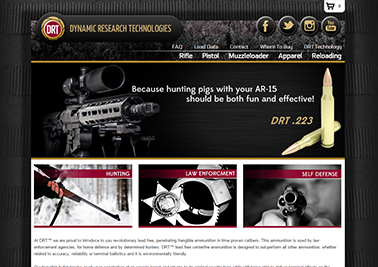 0
DRT DYNAMIC RESEARCH TECHNOLOGIES
You
Tube
FAQ Load Data Contact Where To Buy DRT Technology
Rifle Pistol Muzzleloader Apparel Reloading
Because hunting pigs with your AR-15
should be both fun and effective!
DRT .223
HUNTING
LAW ENFORCMENT
SELF DEFENSE
At DRT™ we are proud to introduce to you revolutionary lead free, penetrating frangible ammunition in time proven calibers. This ammunition is used by law
enforcement agencies, for home defense and by determined hunters. DRT™ lead free centerfire ammunition is designed to outperform all other ammunition, whether
related to accuracy, reliability or terminal ballistics and it is environmentally friendly.